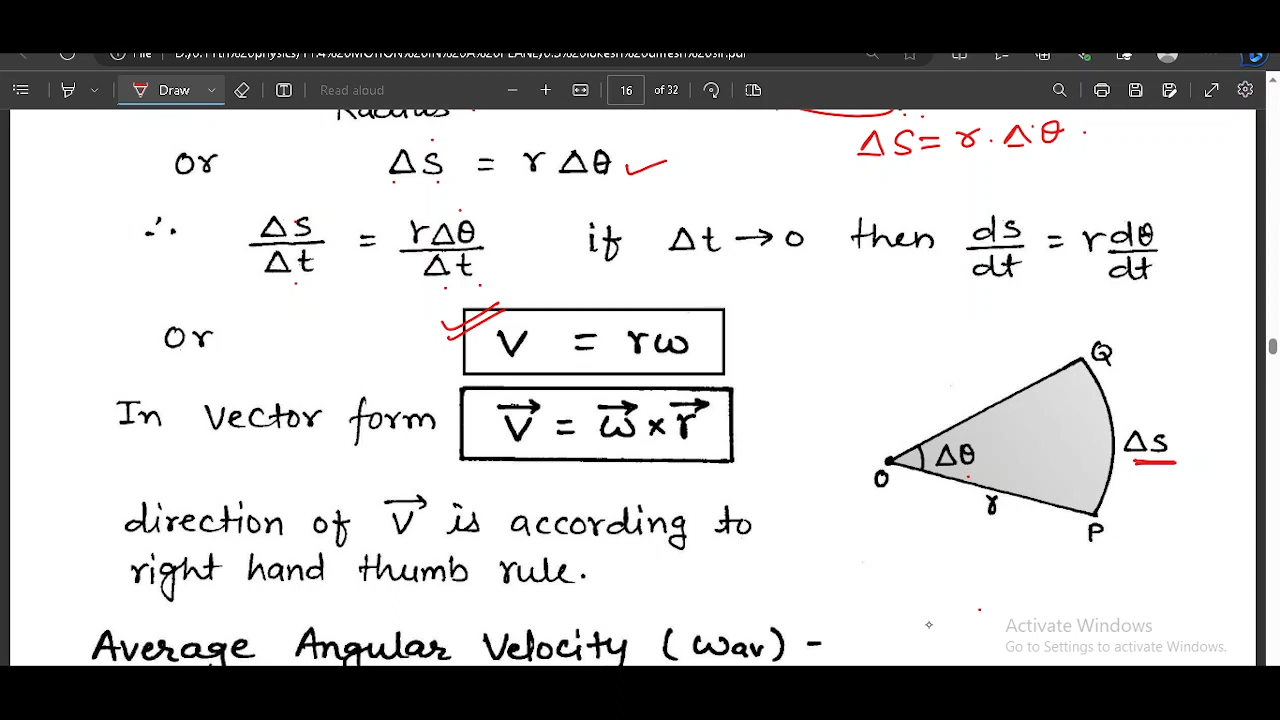 File
Draw
Read aloud
16 of 32
Radius
ΔS = r · Δθ
Or Δs = rΔθ
∴ Δs/Δt = rΔθ/Δt if Δt → 0 then ds/dt = r dθ/dt
Or V = rω
In vector form V⃗ = ω⃗ × r⃗
Q
Δθ
Δs
O
r
P
direction of V⃗ is according to
right hand thumb rule.
Activate Windows
Go to Settings to activate Windows.
Average Angular Velocity (ωav) -